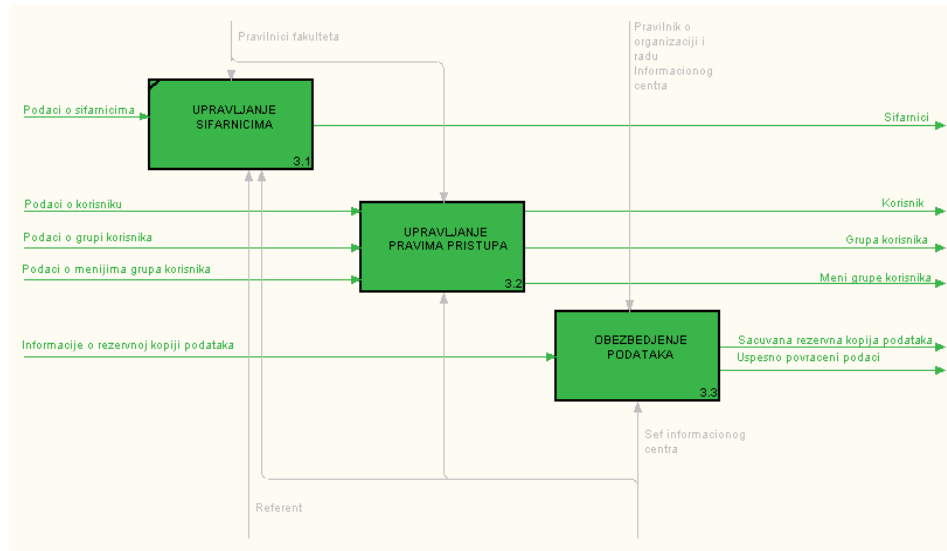 Pravilnici fakulteta
Pravilnik o
organizaciji i
radu
Informacionog
centra
Podaci o sifarnicima
UPRAVLJANJE
SIFARNICIMA
3.1
Sifarnici
Podaci o korisniku
Podaci o grupi korisnika
Podaci o menijima grupa korisnika
UPRAVLJANJE
PRAVIMA PRISTUPA
3.2
Korisnik
Grupa korisnika
Meni grupe korisnika
Informacije o rezervnoj kopiji podataka
OBEZBEDJENJE
PODATAKA
3.3
Sacuvana rezervna kopija podataka
Uspesno povraceni podaci
Sef informacionog
centra
Referent